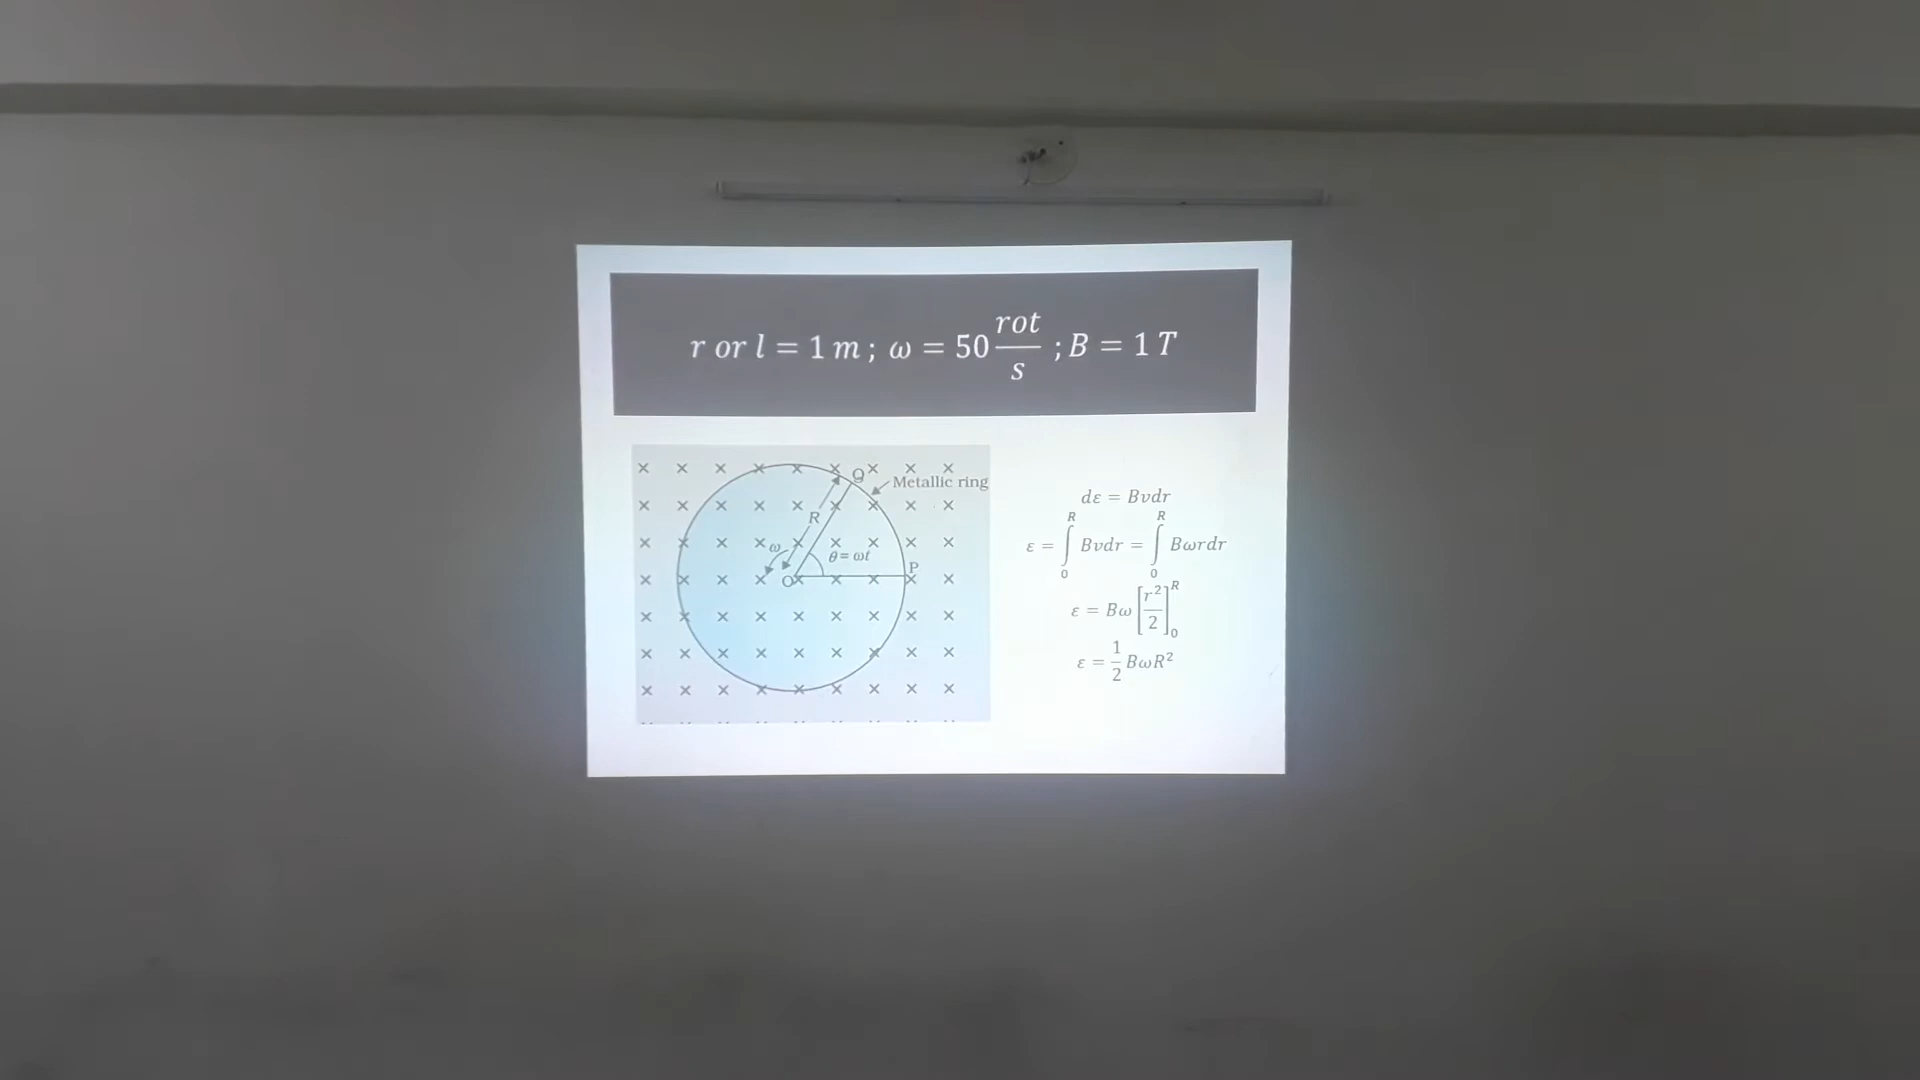 r or l = 1 m ; ω = 50 rot/s ; B = 1 T
Q
Metallic ring
R
ω
θ = ωt
O
P
dε = Bvdr
ε = ∫₀ᴿ Bvdr = ∫₀ᴿ Bωrdr
ε = Bω [r²/2]₀ᴿ
ε = 1/2 BωR²